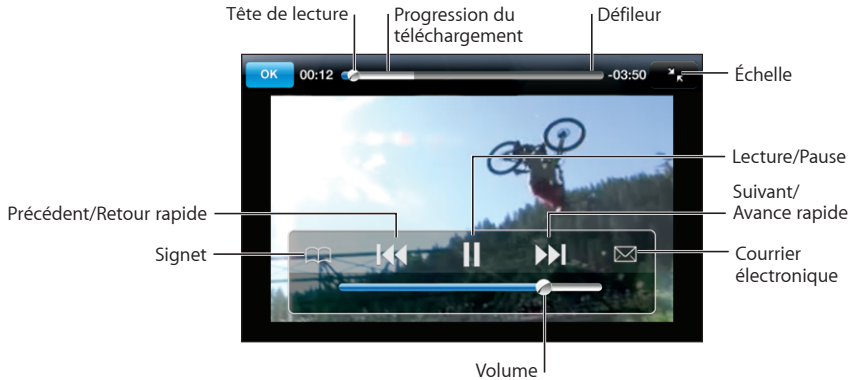 Tête de lecture
Progression du
téléchargement
Défileur
OK
00:12
-03:50
Échelle
Lecture/Pause
Suivant/
Avance rapide
Précédent/Retour rapide
Signet
Courrier
électronique
Volume